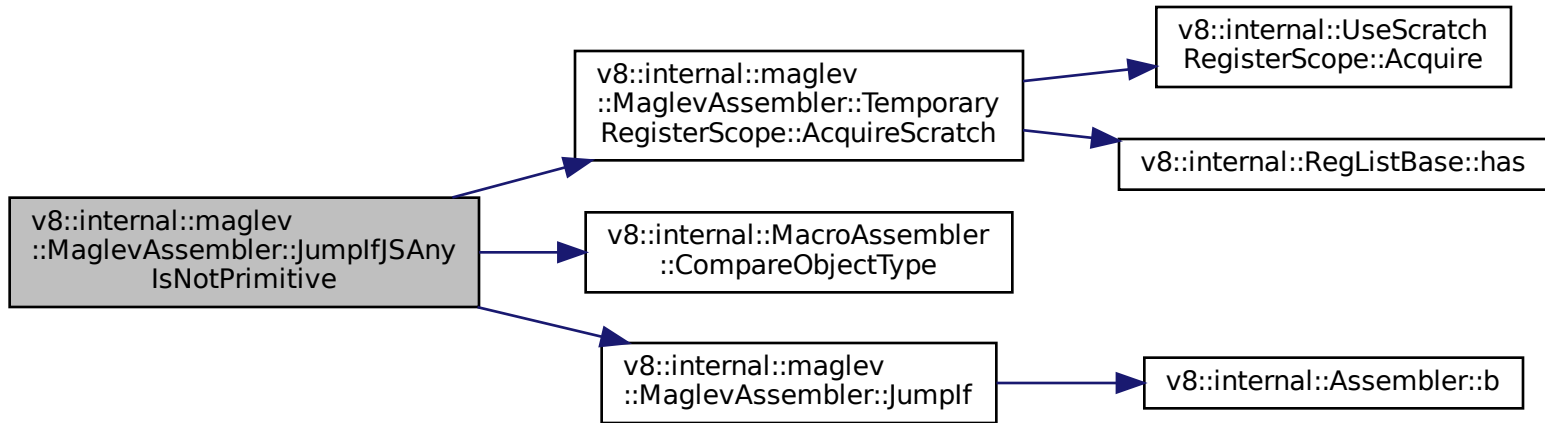 v8::internal::maglev
::MaglevAssembler::JumpIfJSAny
IsNotPrimitive
v8::internal::maglev
::MaglevAssembler::Temporary
RegisterScope::AcquireScratch
v8::internal::UseScratch
RegisterScope::Acquire
v8::internal::RegListBase::has
v8::internal::MacroAssembler
::CompareObjectType
v8::internal::maglev
::MaglevAssembler::JumpIf
v8::internal::Assembler::b